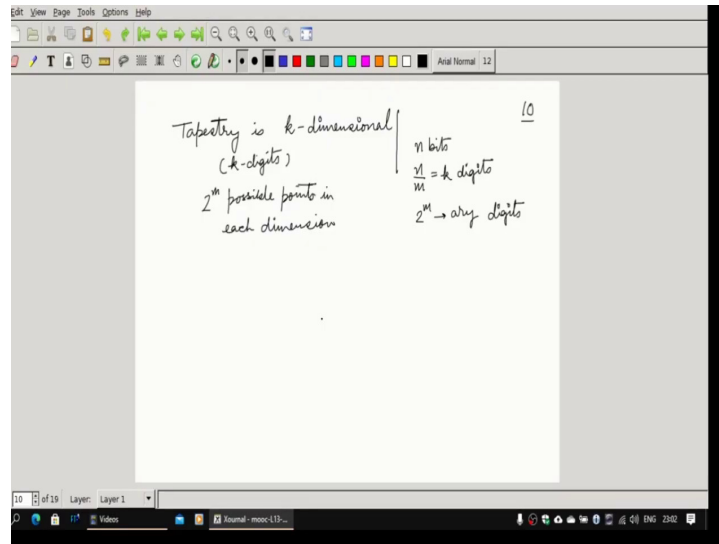 Edit View Page Tools Options Help
Arial Normal 12
10
Tapestry is k-dimensional
(k-digits)
2^m possible points in
each dimension
n bits
n/m = k digits
2^m → ary digits
10 of 19 Layer: Layer 1
Videos
Xournal - mooc-L13-...
ENG 23:02